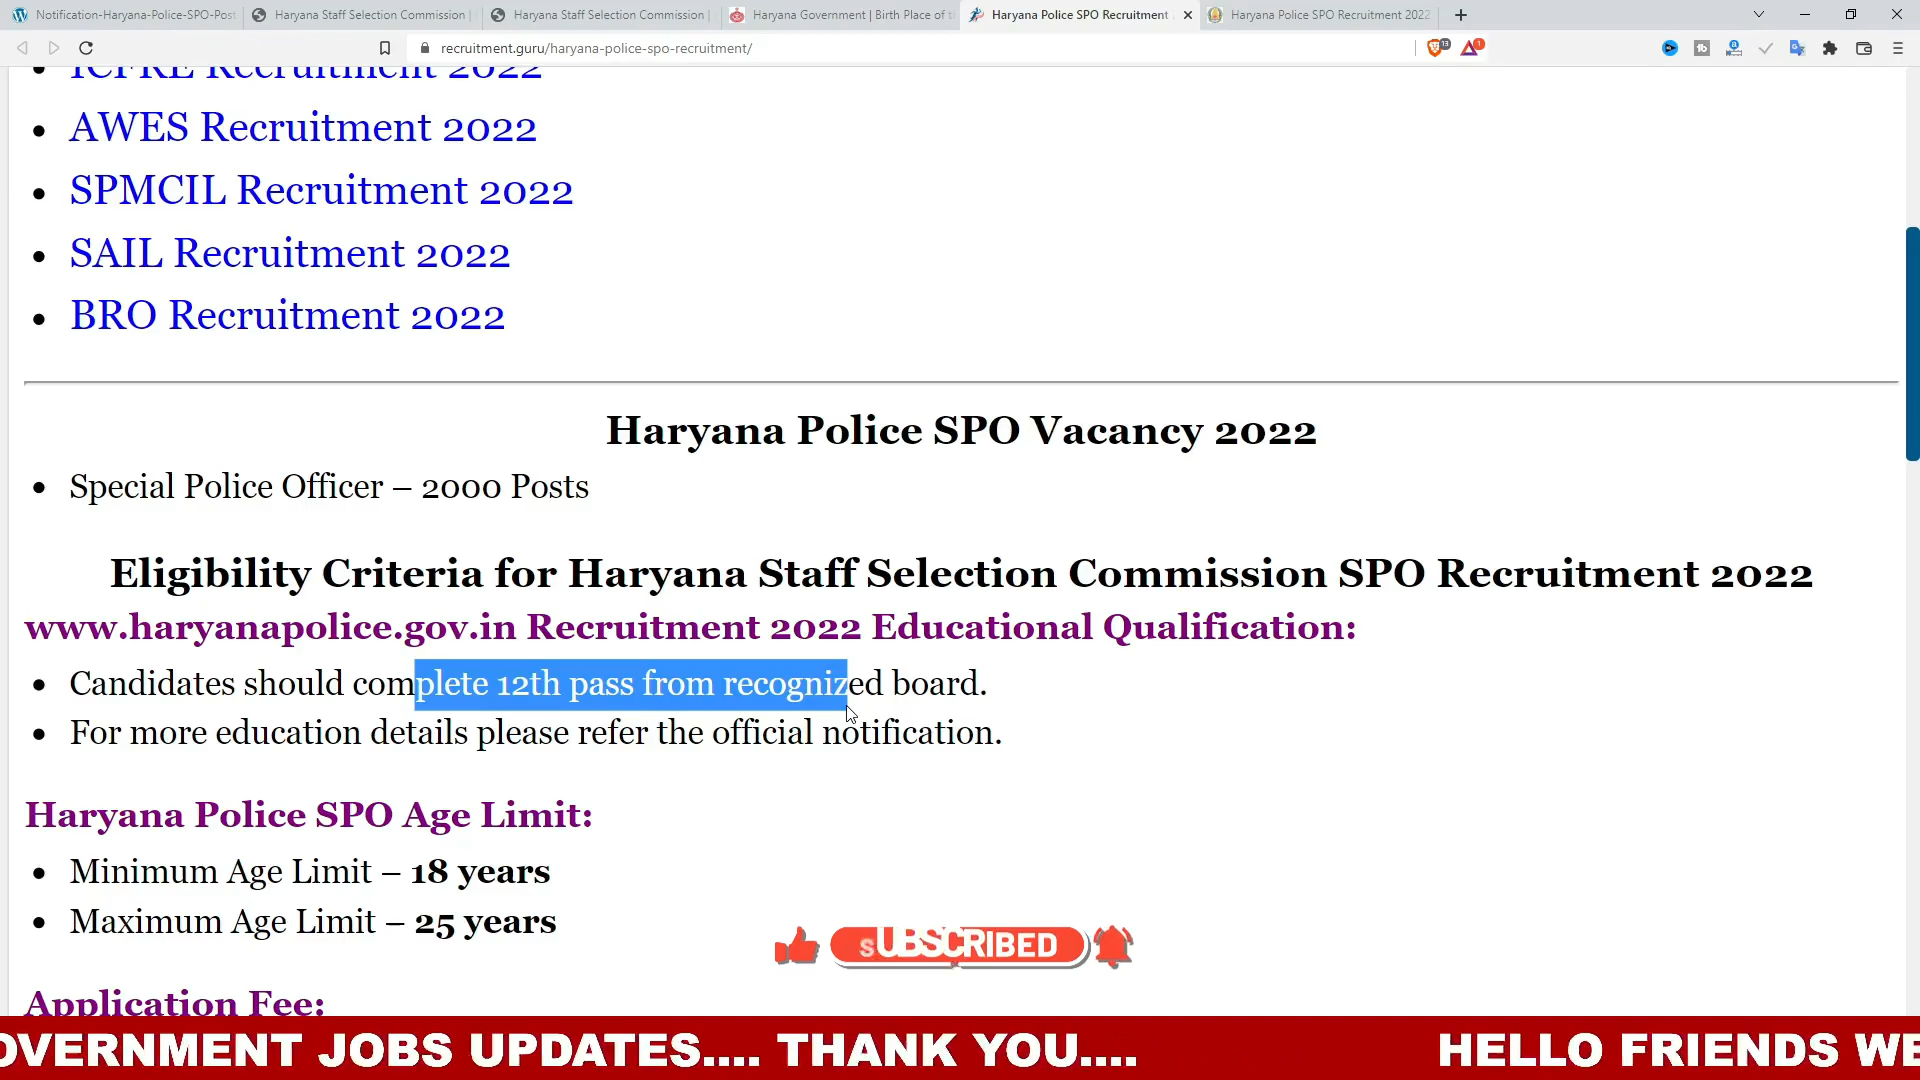 Notification-Haryana-Police-SPO-Post
Haryana Staff Selection Commission |
Haryana Staff Selection Commission |
Haryana Government | Birth Place of t
Haryana Police SPO Recruitment
Haryana Police SPO Recruitment 2022
recruitment.guru/haryana-police-spo-recruitment/
ICFRE Recruitment 2022
AWES Recruitment 2022
SPMCIL Recruitment 2022
SAIL Recruitment 2022
BRO Recruitment 2022
Haryana Police SPO Vacancy 2022
Special Police Officer – 2000 Posts
Eligibility Criteria for Haryana Staff Selection Commission SPO Recruitment 2022
www.haryanapolice.gov.in Recruitment 2022 Educational Qualification:
Candidates should complete 12th pass from recognized board.
For more education details please refer the official notification.
Haryana Police SPO Age Limit:
Minimum Age Limit – 18 years
Maximum Age Limit – 25 years
SUBSCRIBED
Application Fee:
OVERNMENT JOBS UPDATES.... THANK YOU.... HELLO FRIENDS WE